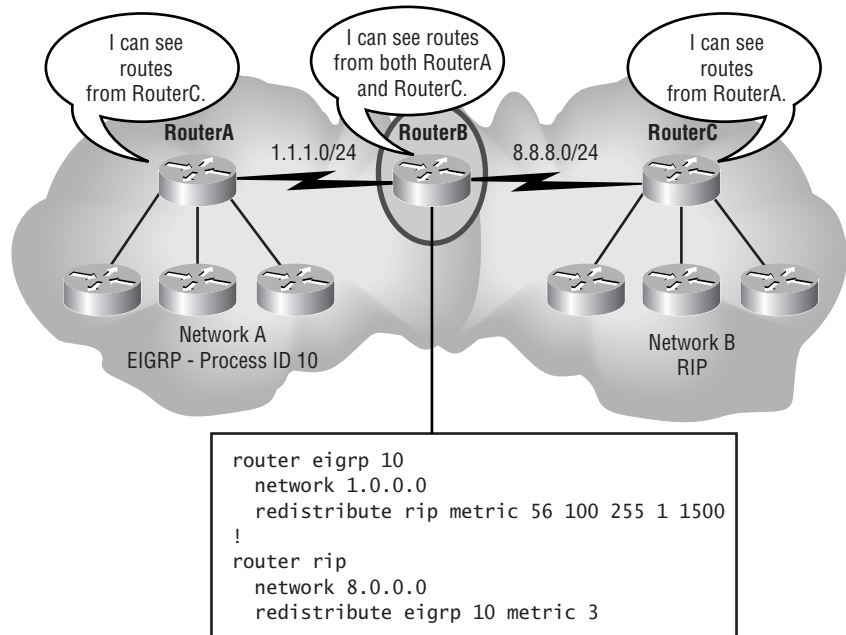 I can see
routes
from RouterC.
I can see routes
from both RouterA
and RouterC.
I can see
routes
from RouterA.
RouterA
RouterB
RouterC
1.1.1.0/24
8.8.8.0/24
Network A
EIGRP - Process ID 10
Network B
RIP
router eigrp 10
  network 1.0.0.0
  redistribute rip metric 56 100 255 1 1500
!
router rip
  network 8.0.0.0
  redistribute eigrp 10 metric 3